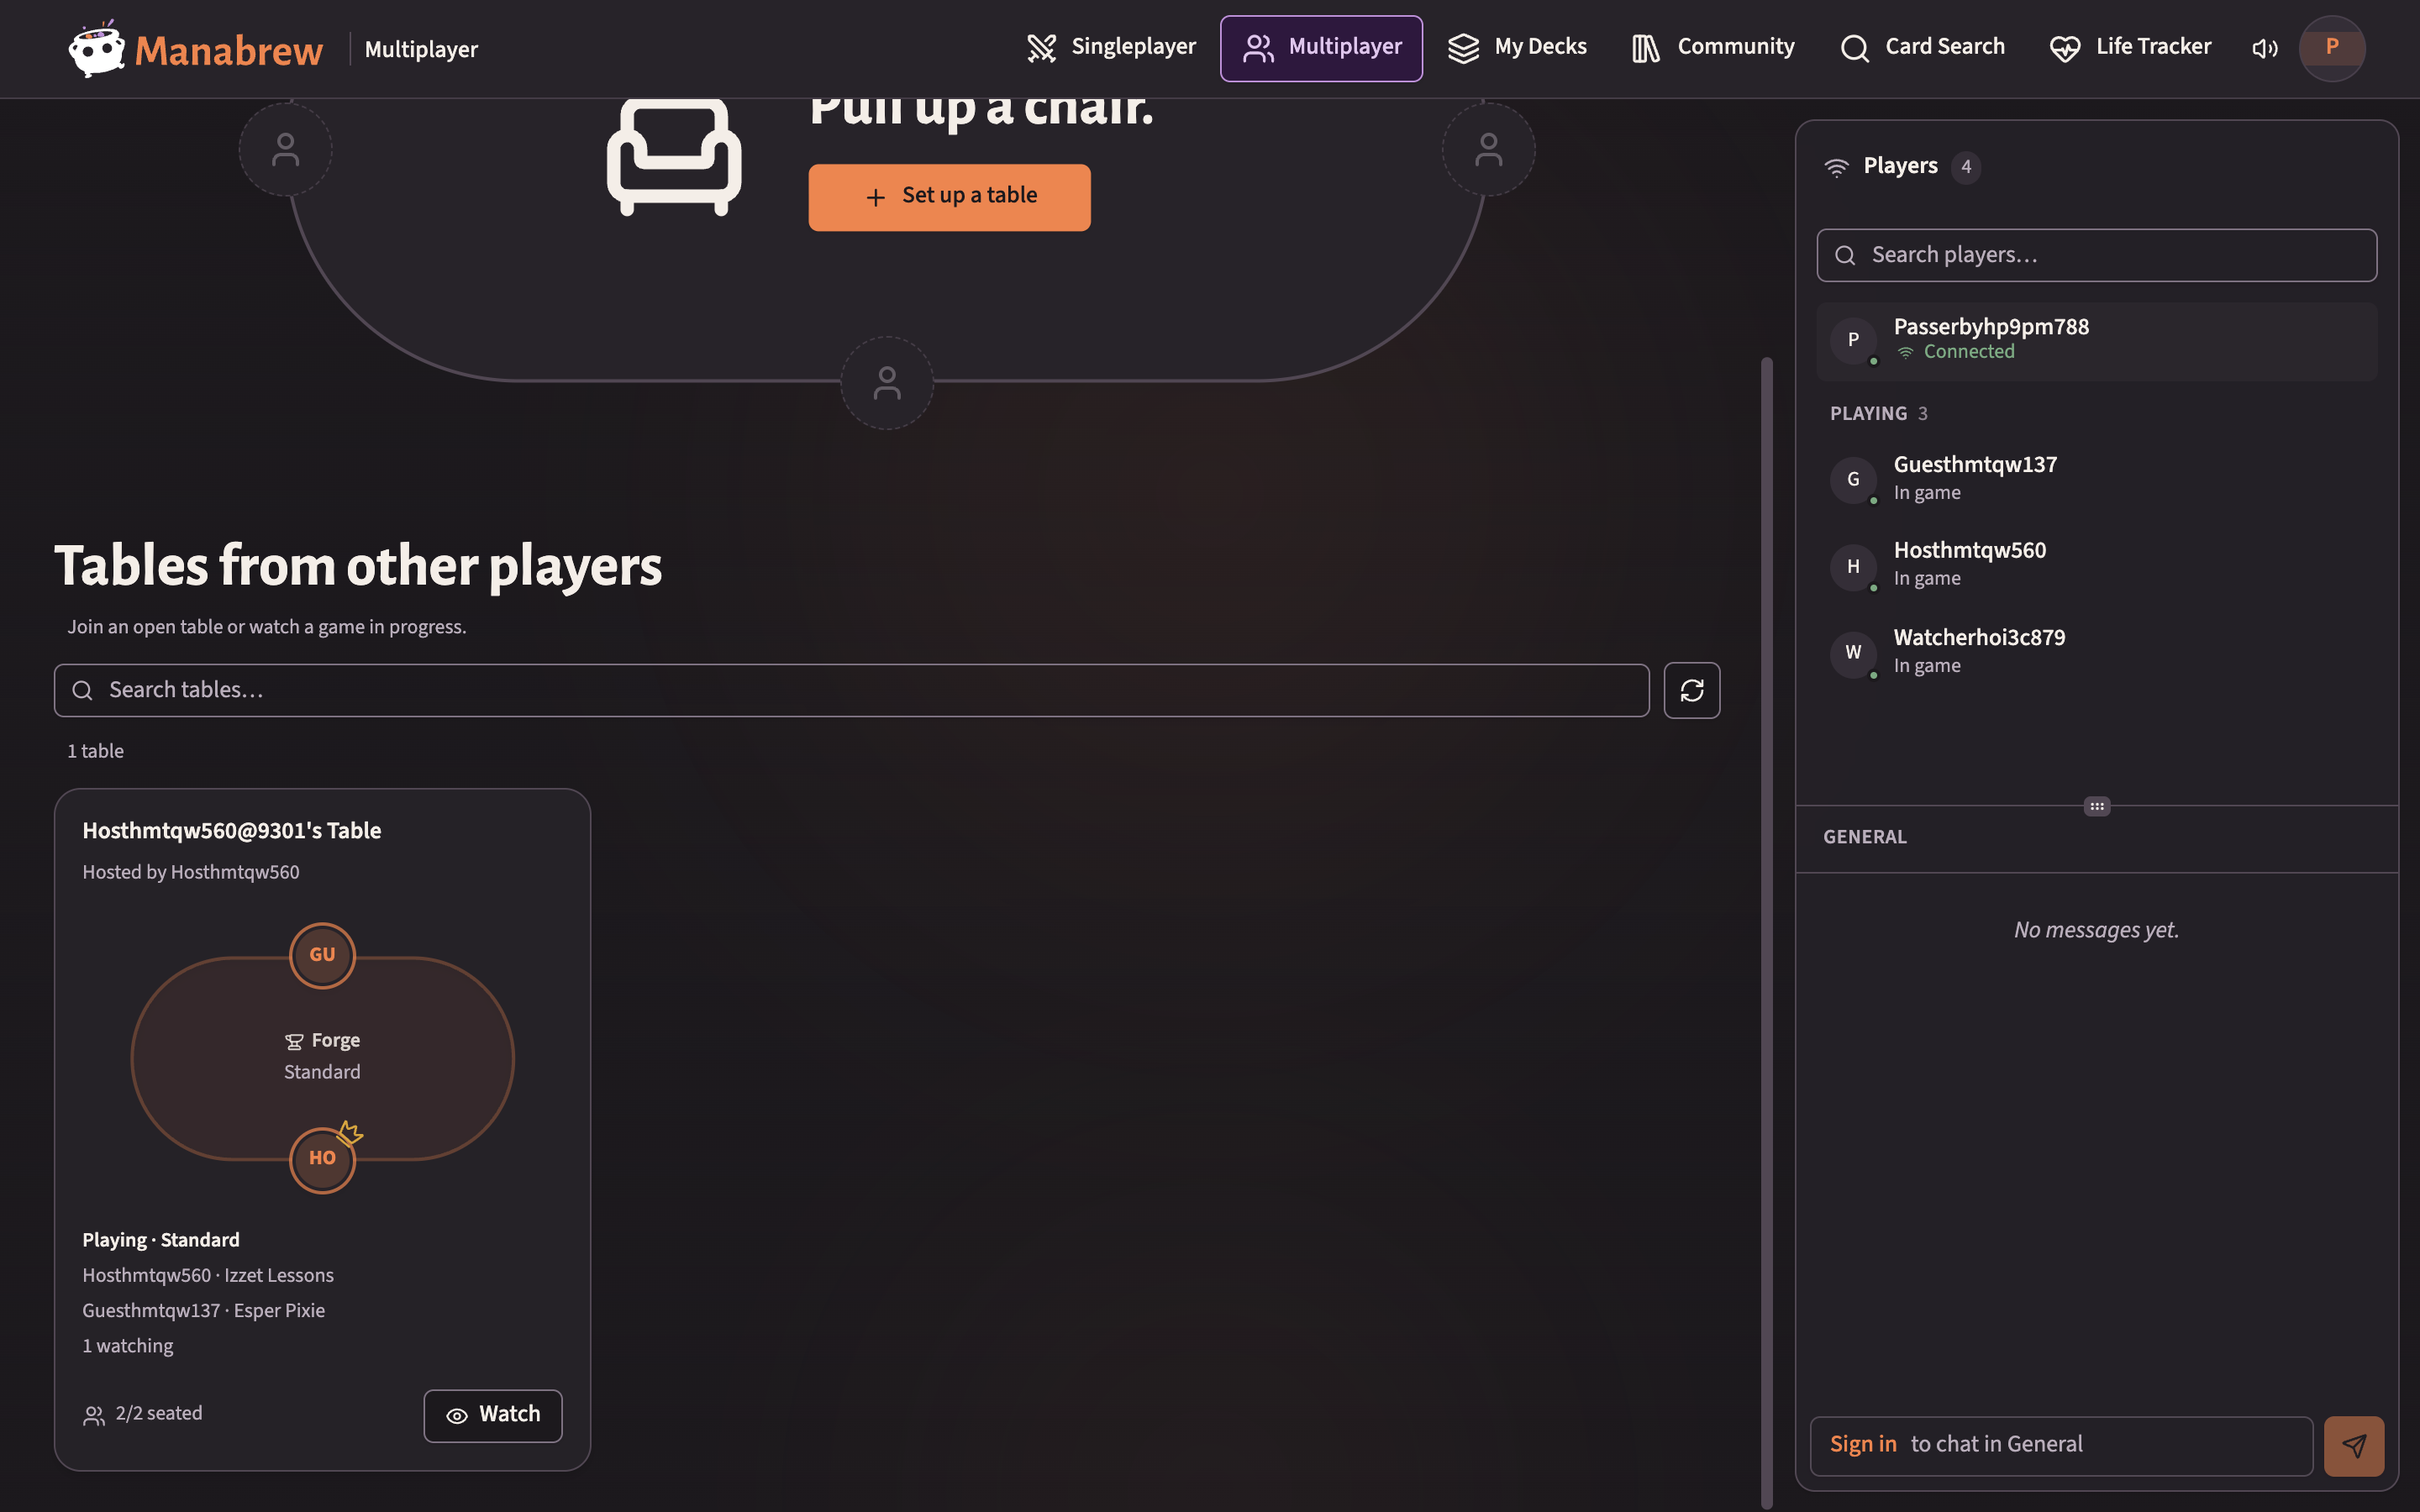 Manabrew
Multiplayer
Singleplayer
Multiplayer
My Decks
Community
Card Search
Life Tracker
P
Pull up a chair.
+ Set up a table
Tables from other players
Join an open table or watch a game in progress.
Search tables…
1 table
Hosthmtqw560@9301's Table
Hosted by Hosthmtqw560
GU
Forge
Standard
HO
Playing · Standard
Hosthmtqw560 · Izzet Lessons
Guesthmtqw137 · Esper Pixie
1 watching
2/2 seated
Watch
Players 4
Search players…
P
Passerbyhp9pm788
Connected
PLAYING 3
G
Guesthmtqw137
In game
H
Hosthmtqw560
In game
W
Watcherhoi3c879
In game
GENERAL
No messages yet.
Sign in to chat in General